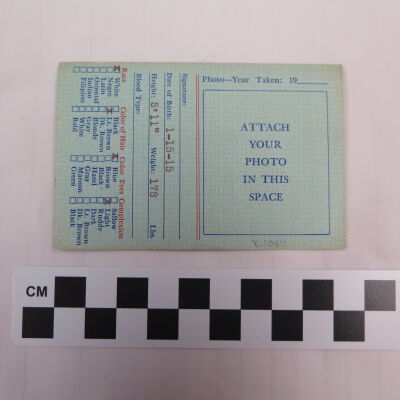 Photo—Year Taken: 19
ATTACH
YOUR
PHOTO
IN THIS
SPACE
Signature:
Date of Birth: 1-15-15
Height: 5'11" Weight: 178 Lbs.
Blood Type:
Race Color of Hair Color Eyes Complexion
X White Black X Blue Sallow
Negro X Lt. Brown Brown X Light
Latin Dk. Brown Black Ruddy
Oriental Blonde Hazel Dark
Indian Gray Gray Lt. Brown
Filipino White Maroon Dk. Brown
Bald Green Black
CM